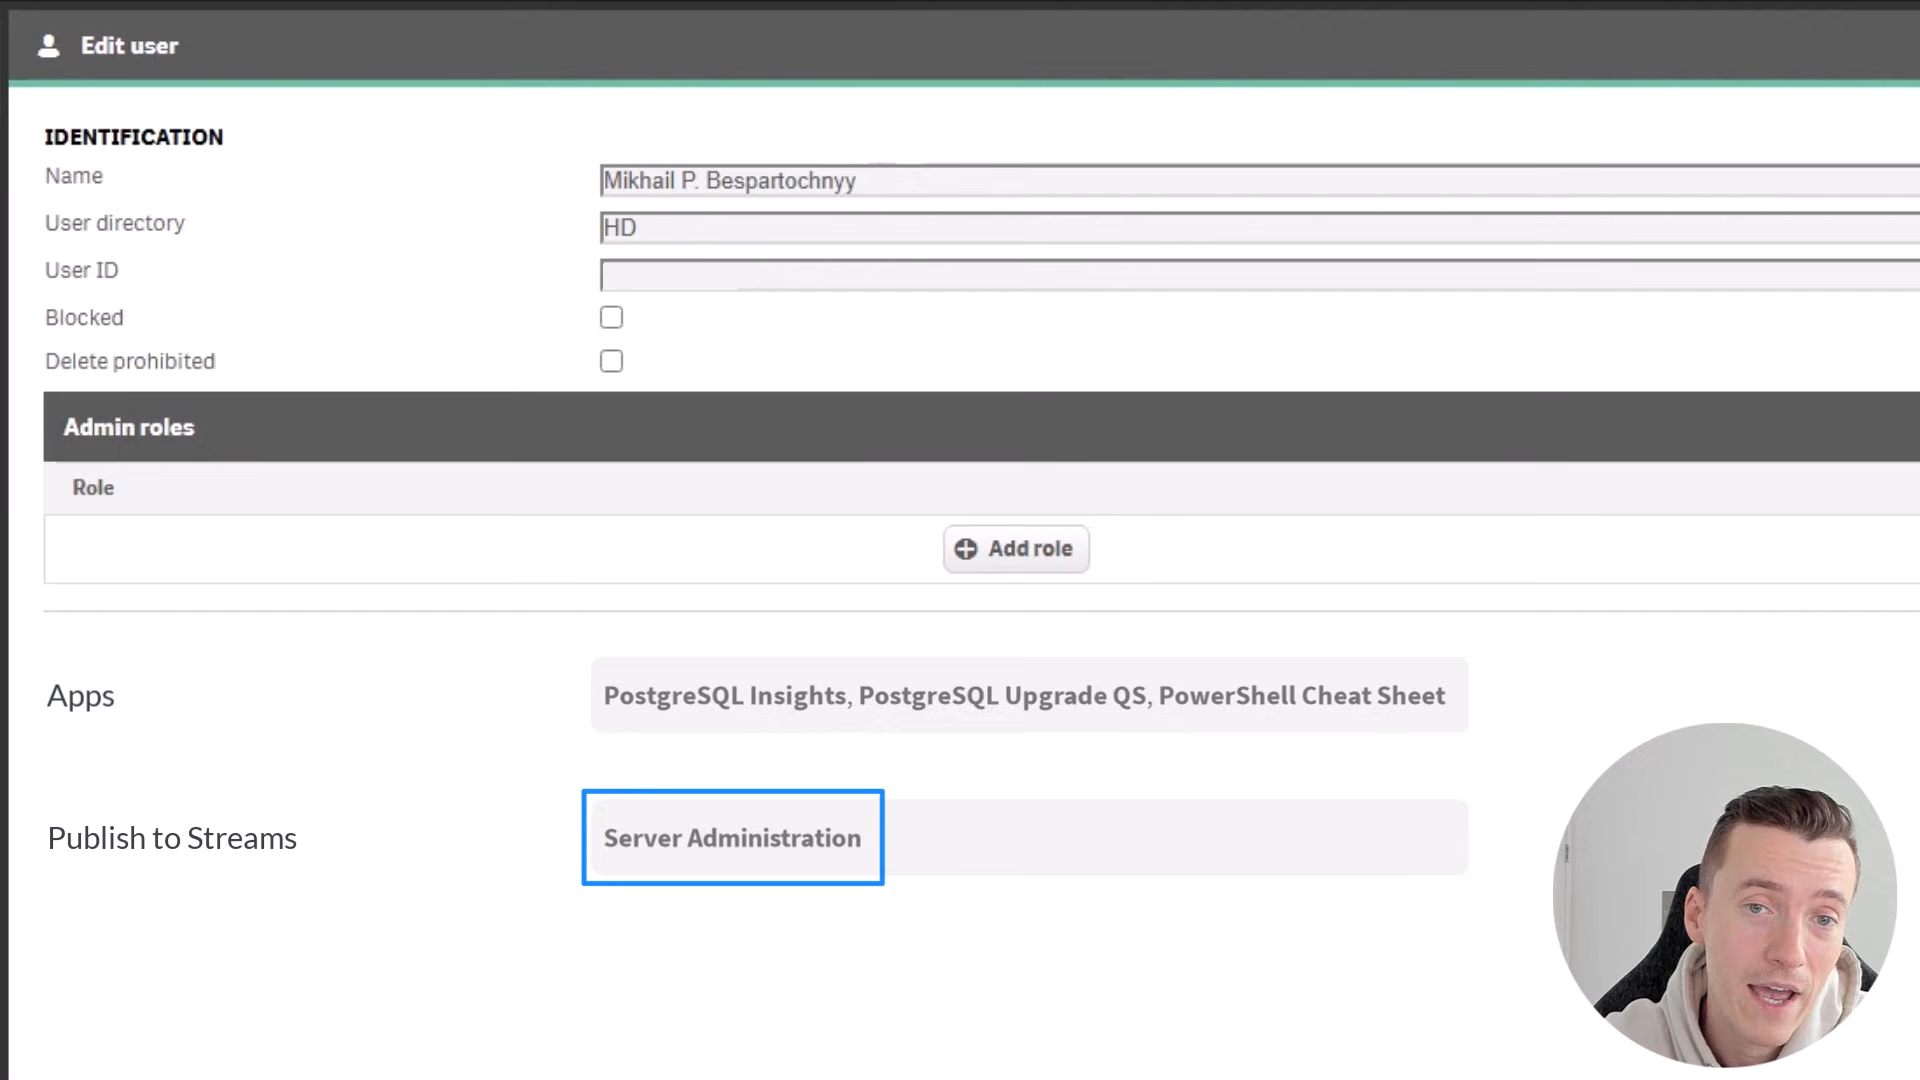 Edit user
IDENTIFICATION
Name
Mikhail P. Bespartochnyy
User directory
HD
User ID
Blocked
Delete prohibited
Admin roles
Role
Add role
Apps
PostgreSQL Insights, PostgreSQL Upgrade QS, PowerShell Cheat Sheet
Publish to Streams
Server Administration